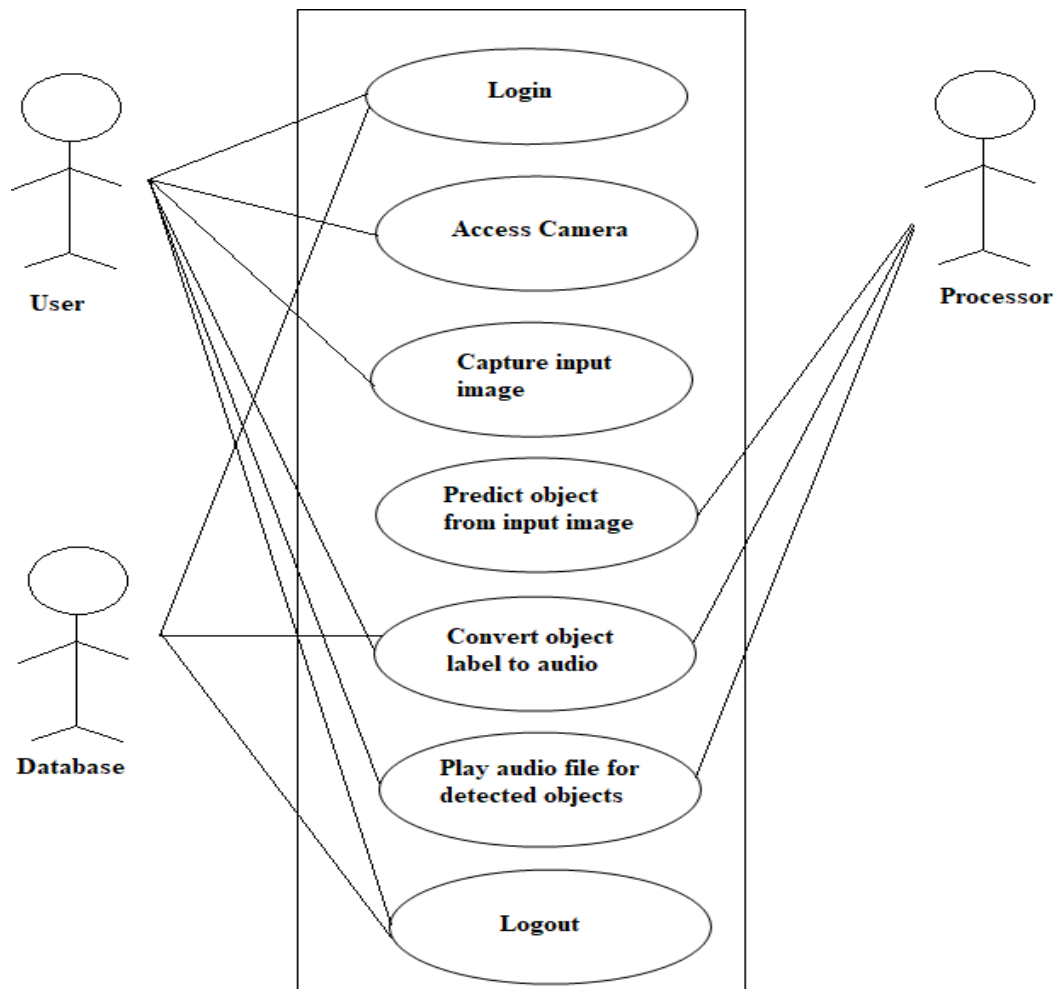 Login
Access Camera
User
Processor
Capture input
image
Predict object
from input image
Convert object
label to audio
Database
Play audio file for
detected objects
Logout